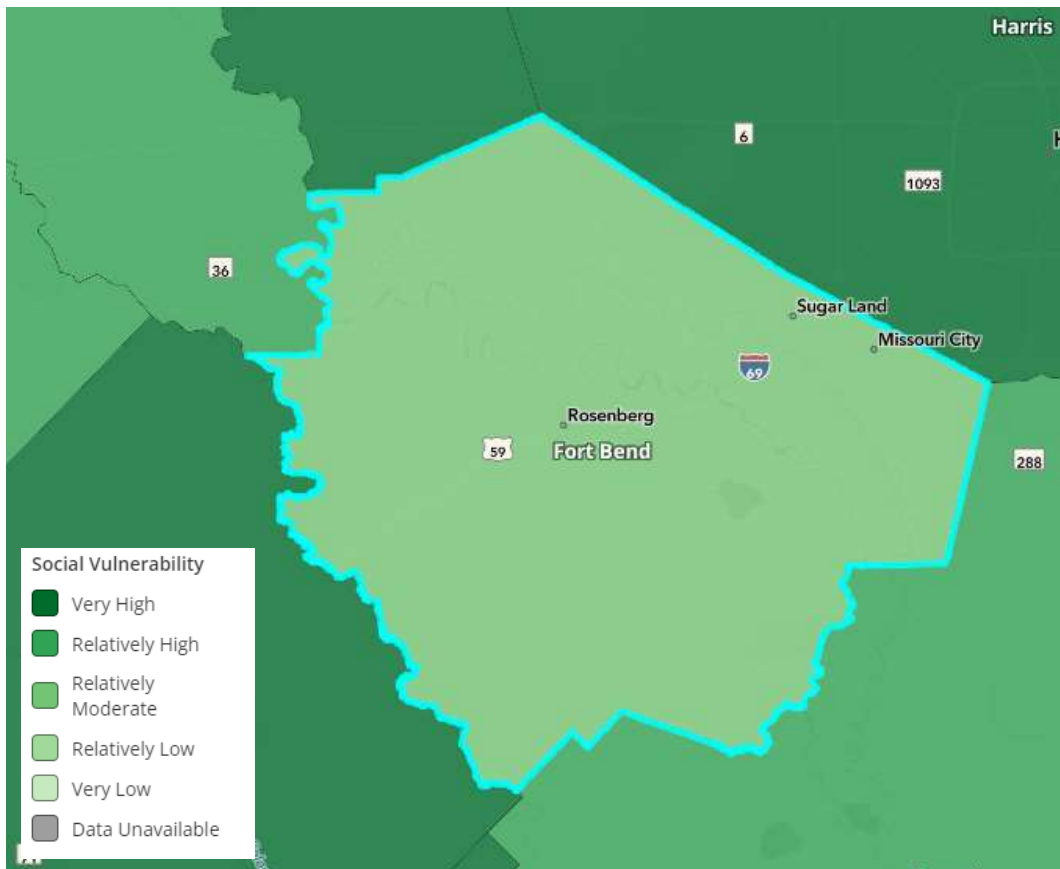 Harris
6
1093
36
Sugar Land
Missouri City
69
Rosenberg
59
Fort Bend
288
Social Vulnerability
Very High
Relatively High
Relatively
Moderate
Relatively Low
Very Low
Data Unavailable